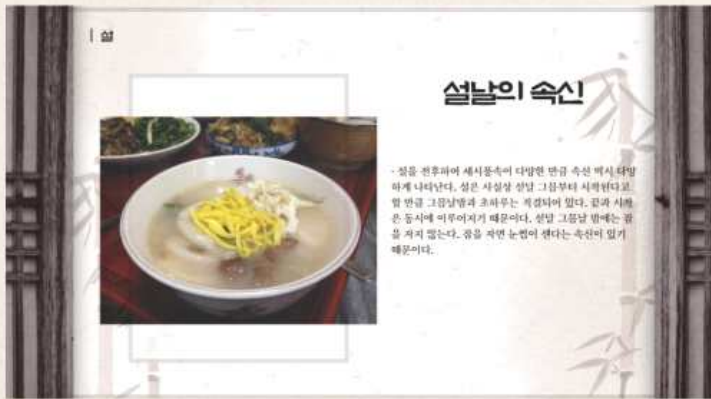 | 설
설날의 속신
- 설을 전후하여 세시풍속이 다양한 만큼 속신 역시 다양
하게 나타난다. 설은 사실상 섣달 그믐부터 시작된다고
할 만큼 그믐날밤과 초하루는 직결되어 있다. 끝과 시작
은 동시에 이루어지기 때문이다. 섣달 그믐날 밤에는 잠
을 자지 않는다. 잠을 자면 눈썹이 센다는 속신이 있기
때문이다.